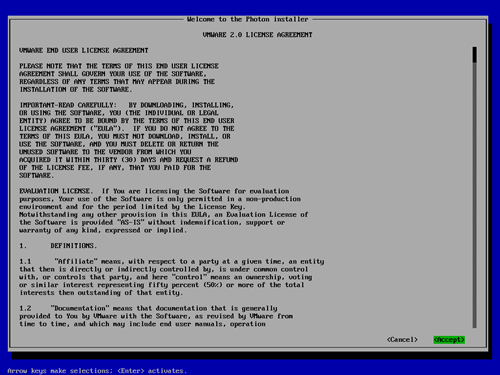 Welcome to the Photon installer
VMWARE 2.0 LICENSE AGREEMENT
VMWARE END USER LICENSE AGREEMENT
PLEASE NOTE THAT THE TERMS OF THIS END USER LICENSE
AGREEMENT SHALL GOVERN YOUR USE OF THE SOFTWARE,
REGARDLESS OF ANY TERMS THAT MAY APPEAR DURING THE
INSTALLATION OF THE SOFTWARE.
IMPORTANT-READ CAREFULLY:   BY DOWNLOADING, INSTALLING,
OR USING THE SOFTWARE, YOU (THE INDIVIDUAL OR LEGAL
ENTITY) AGREE TO BE BOUND BY THE TERMS OF THIS END USER
LICENSE AGREEMENT ("EULA").  IF YOU DO NOT AGREE TO THE
TERMS OF THIS EULA, YOU MUST NOT DOWNLOAD, INSTALL, OR
USE THE SOFTWARE, AND YOU MUST DELETE OR RETURN THE
UNUSED SOFTWARE TO THE VENDOR FROM WHICH YOU
ACQUIRED IT WITHIN THIRTY (30) DAYS AND REQUEST A REFUND
OF THE LICENSE FEE, IF ANY, THAT YOU PAID FOR THE
SOFTWARE.
EVALUATION LICENSE.  If You are licensing the Software for evaluation
purposes, Your use of the Software is only permitted in a non-production
environment and for the period limited by the License Key.
Notwithstanding any other provision in this EULA, an Evaluation License of
the Software is provided "AS-IS" without indemnification, support or
warranty of any kind, expressed or implied.
1.      DEFINITIONS.
1.1      "Affiliate" means, with respect to a party at a given time, an entity
that then is directly or indirectly controlled by, is under common control
with, or controls that party, and here "control" means an ownership, voting
or similar interest representing fifty percent (50%) or more of the total
interests then outstanding of that entity.
1.2     "Documentation" means that documentation that is generally
provided to You by VMware with the Software, as revised by VMware from
time to time, and which may include end user manuals, operation
<Cancel>    <Accept>
Arrow keys make selections; <Enter> activates.